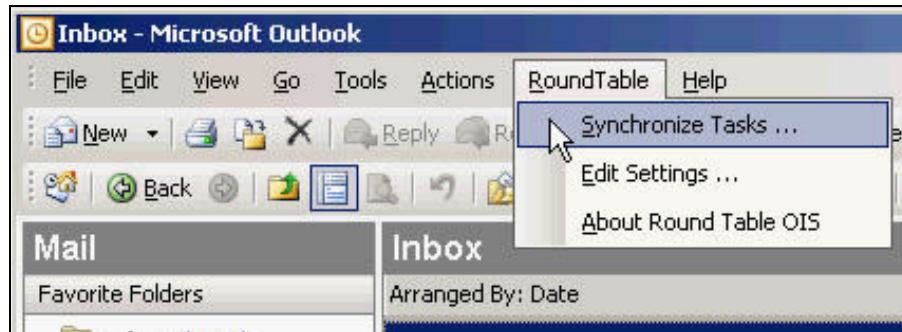 Inbox - Microsoft Outlook
File Edit View Go Tools Actions RoundTable Help
New Reply
Synchronize Tasks ...
Back
Edit Settings ...
About Round Table OIS
Mail Inbox
Favorite Folders Arranged By: Date